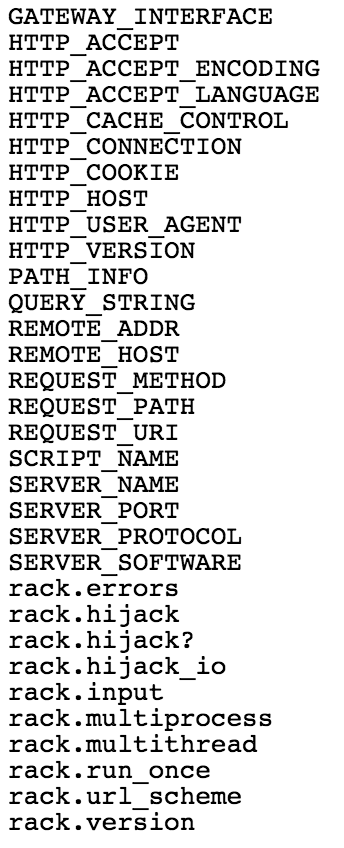 GATEWAY_INTERFACE
HTTP_ACCEPT
HTTP_ACCEPT_ENCODING
HTTP_ACCEPT_LANGUAGE
HTTP_CACHE_CONTROL
HTTP_CONNECTION
HTTP_COOKIE
HTTP_HOST
HTTP_USER_AGENT
HTTP_VERSION
PATH_INFO
QUERY_STRING
REMOTE_ADDR
REMOTE_HOST
REQUEST_METHOD
REQUEST_PATH
REQUEST_URI
SCRIPT_NAME
SERVER_NAME
SERVER_PORT
SERVER_PROTOCOL
SERVER_SOFTWARE
rack.errors
rack.hijack
rack.hijack?
rack.hijack_io
rack.input
rack.multiprocess
rack.multithread
rack.run_once
rack.url_scheme
rack.version